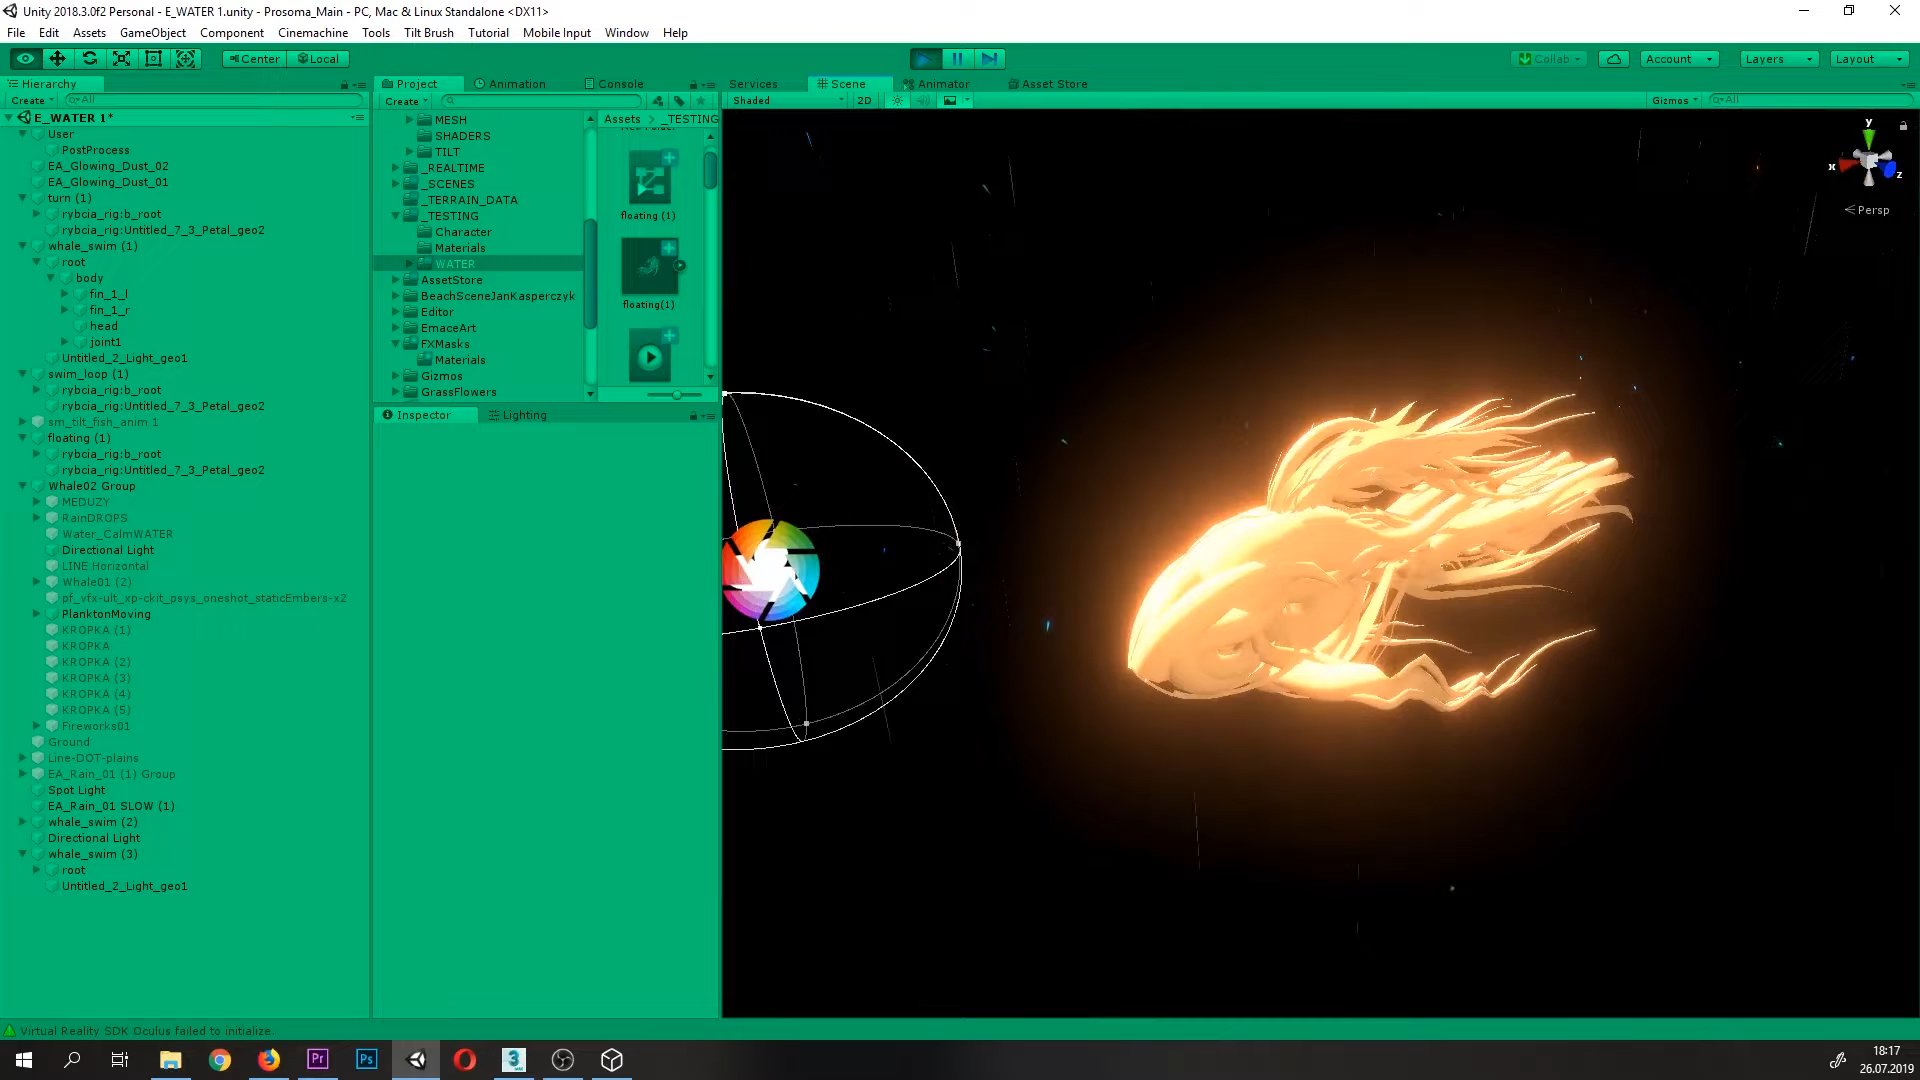 Unity 2018.3.0f2 Personal - E_WATER 1.unity - Prosoma_Main - PC, Mac & Linux Standalone <DX11>
File Edit Assets GameObject Component Cinemachine Tools Tilt Brush Tutorial Mobile Input Window Help
Center Local Collab Account Layers Layout
Hierarchy
Create All
E_WATER 1*
User
PostProcess
EA_Glowing_Dust_02
EA_Glowing_Dust_01
turn (1)
rybcia_rig:b_root
rybcia_rig:Untitled_7_3_Petal_geo2
whale_swim (1)
root
body
fin_1_l
fin_1_r
head
joint1
Untitled_2_Light_geo1
swim_loop (1)
rybcia_rig:b_root
rybcia_rig:Untitled_7_3_Petal_geo2
sm_tilt_fish_anim 1
floating (1)
rybcia_rig:b_root
rybcia_rig:Untitled_7_3_Petal_geo2
Whale02 Group
MEDUZY
RainDROPS
Water_CalmWATER
Directional Light
LINE Horizontal
Whale01 (2)
pf_vfx-ult_xp-ckit_psys_oneshot_staticEmbers-x2
PlanktonMoving
KROPKA (1)
KROPKA
KROPKA (2)
KROPKA (3)
KROPKA (4)
KROPKA (5)
Fireworks01
Ground
Line-DOT-plains
EA_Rain_01 (1) Group
Spot Light
EA_Rain_01 SLOW (1)
whale_swim (2)
Directional Light
whale_swim (3)
root
Untitled_2_Light_geo1
Project Animation Console
Create
MESH
SHADERS
TILT
_REALTIME
_SCENES
_TERRAIN_DATA
_TESTING
Character
Materials
WATER
AssetStore
BeachSceneJanKasperczyk
Editor
EmaceArt
FXMasks
Materials
Gizmos
GrassFlowers
Assets > _TESTING
floating (1)
floating(1)
Inspector Lighting
Services Scene Animator Asset Store
Shaded 2D Gizmos All
y
x
z
Persp
Virtual Reality SDK Oculus failed to initialize.
Pr Ps 3
18:17
26.07.2019